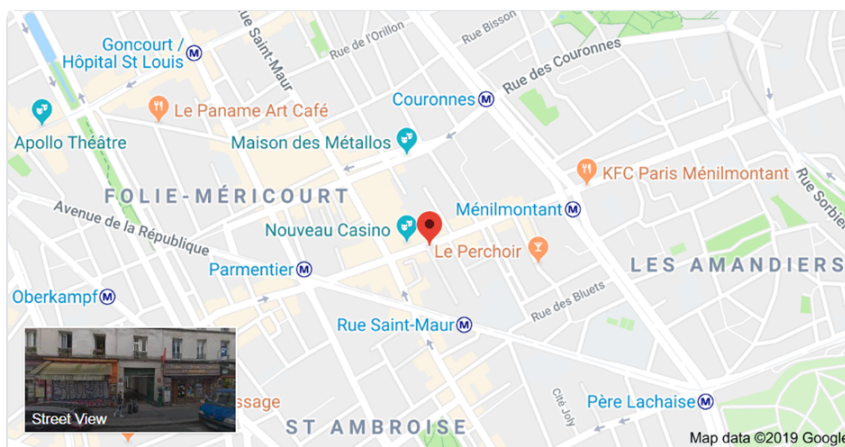 Goncourt /
Hôpital St Louis
Rue Saint-Maur
Rue de l'Orillon
Rue Bisson
Rue des Couronnes
Couronnes
Le Paname Art Café
Apollo Théâtre
Maison des Métallos
KFC Paris Ménilmontant
Rue Sorbier
FOLIE-MÉRICOURT
Avenue de la République
Nouveau Casino
Ménilmontant
Le Perchoir
Parmentier
LES AMANDIERS
Oberkampf
Rue des Bluets
Rue Saint-Maur
Cité Joly
Père Lachaise
ssage
Street View
ST AMBROISE
Map data ©2019 Google